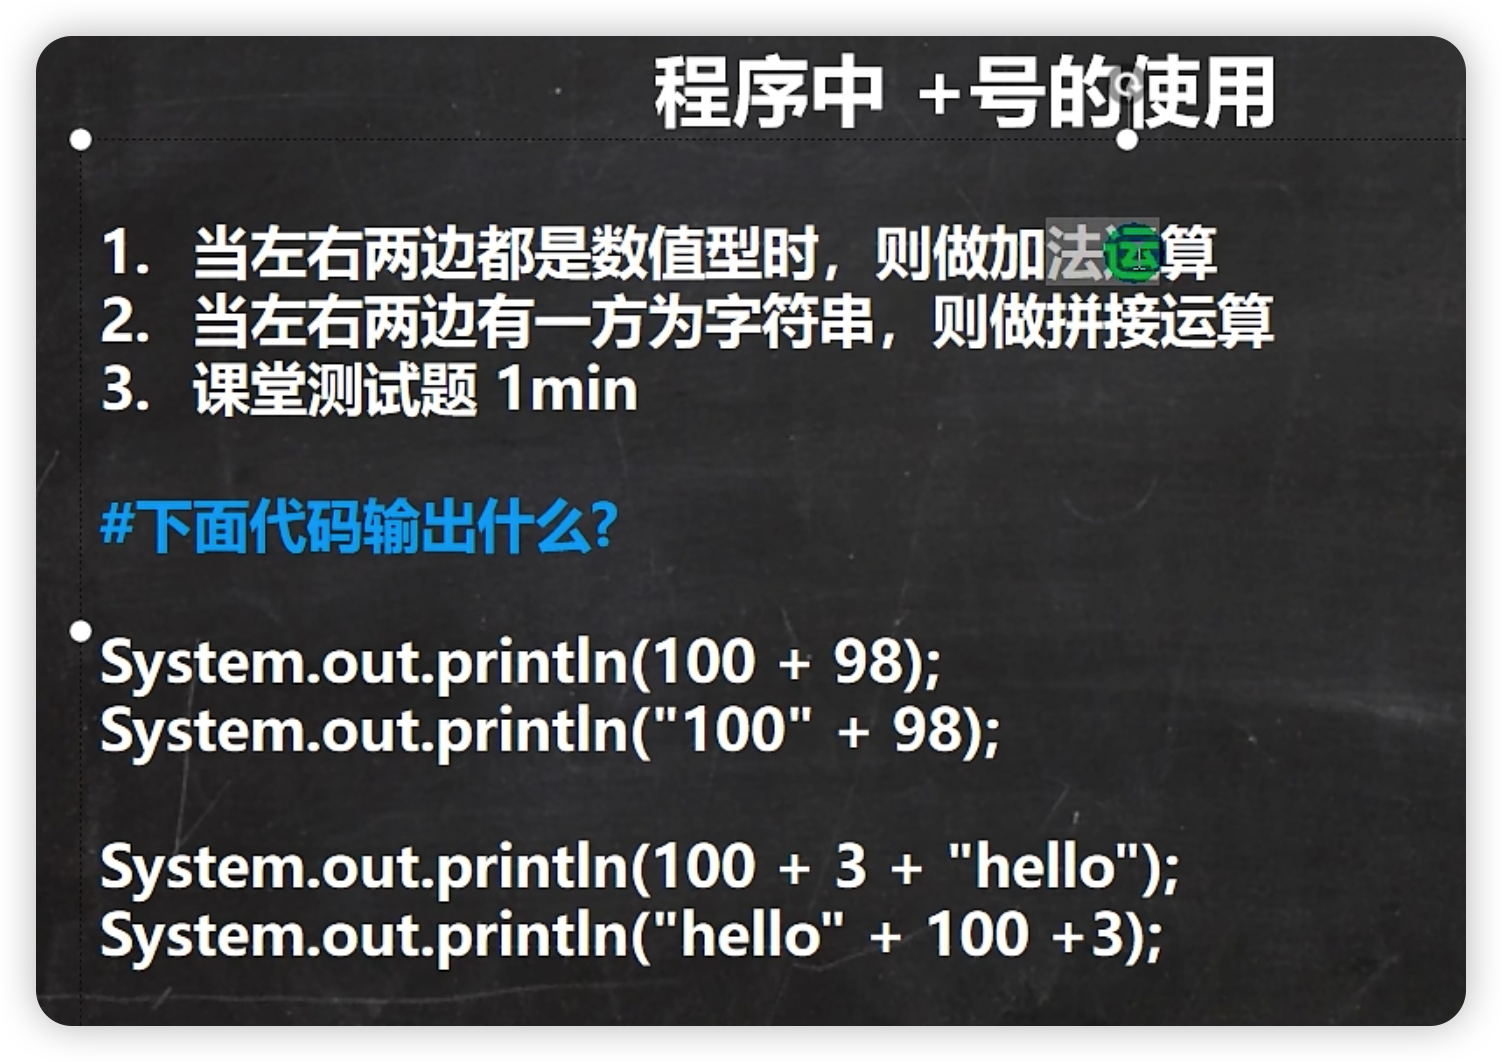 程序中 +号的使用
1. 当左右两边都是数值型时，则做加法运算
2. 当左右两边有一方为字符串，则做拼接运算
3. 课堂测试题 1min
#下面代码输出什么?
System.out.println(100 + 98);
System.out.println("100" + 98);
System.out.println(100 + 3 + "hello");
System.out.println("hello" + 100 +3);